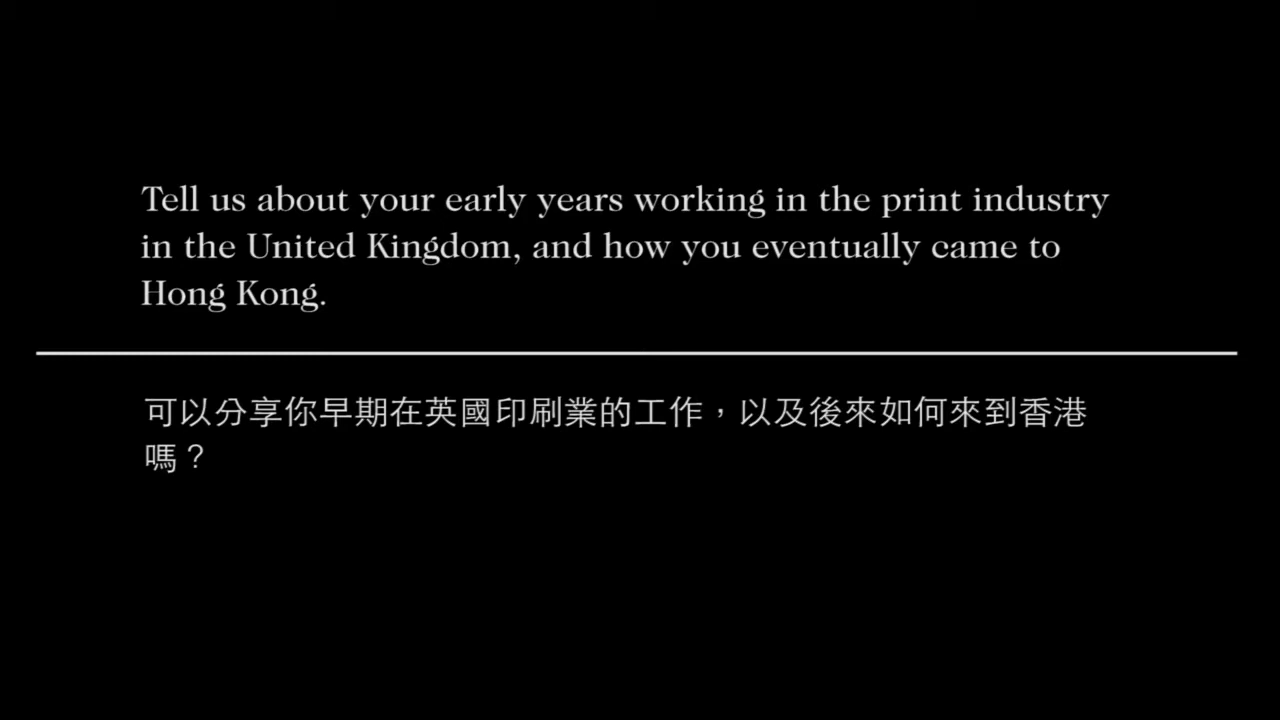 Tell us about your early years working in the print industry
in the United Kingdom, and how you eventually came to
Hong Kong.
可以分享你早期在英國印刷業的工作，以及後來如何來到香港
嗎？